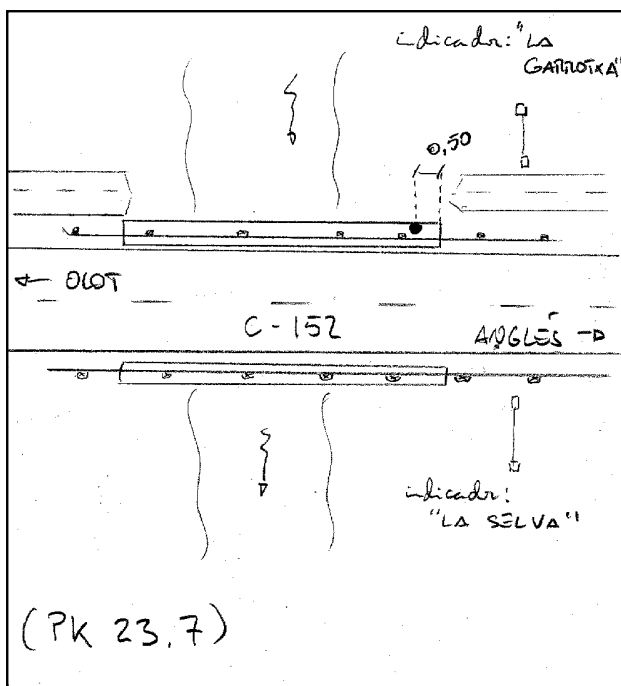 indicador: "LA
GARROTXA"
0,50
← OLOT
C-152
ANGLÈS →
indicador:
"LA SELVA"
(PK 23.7)